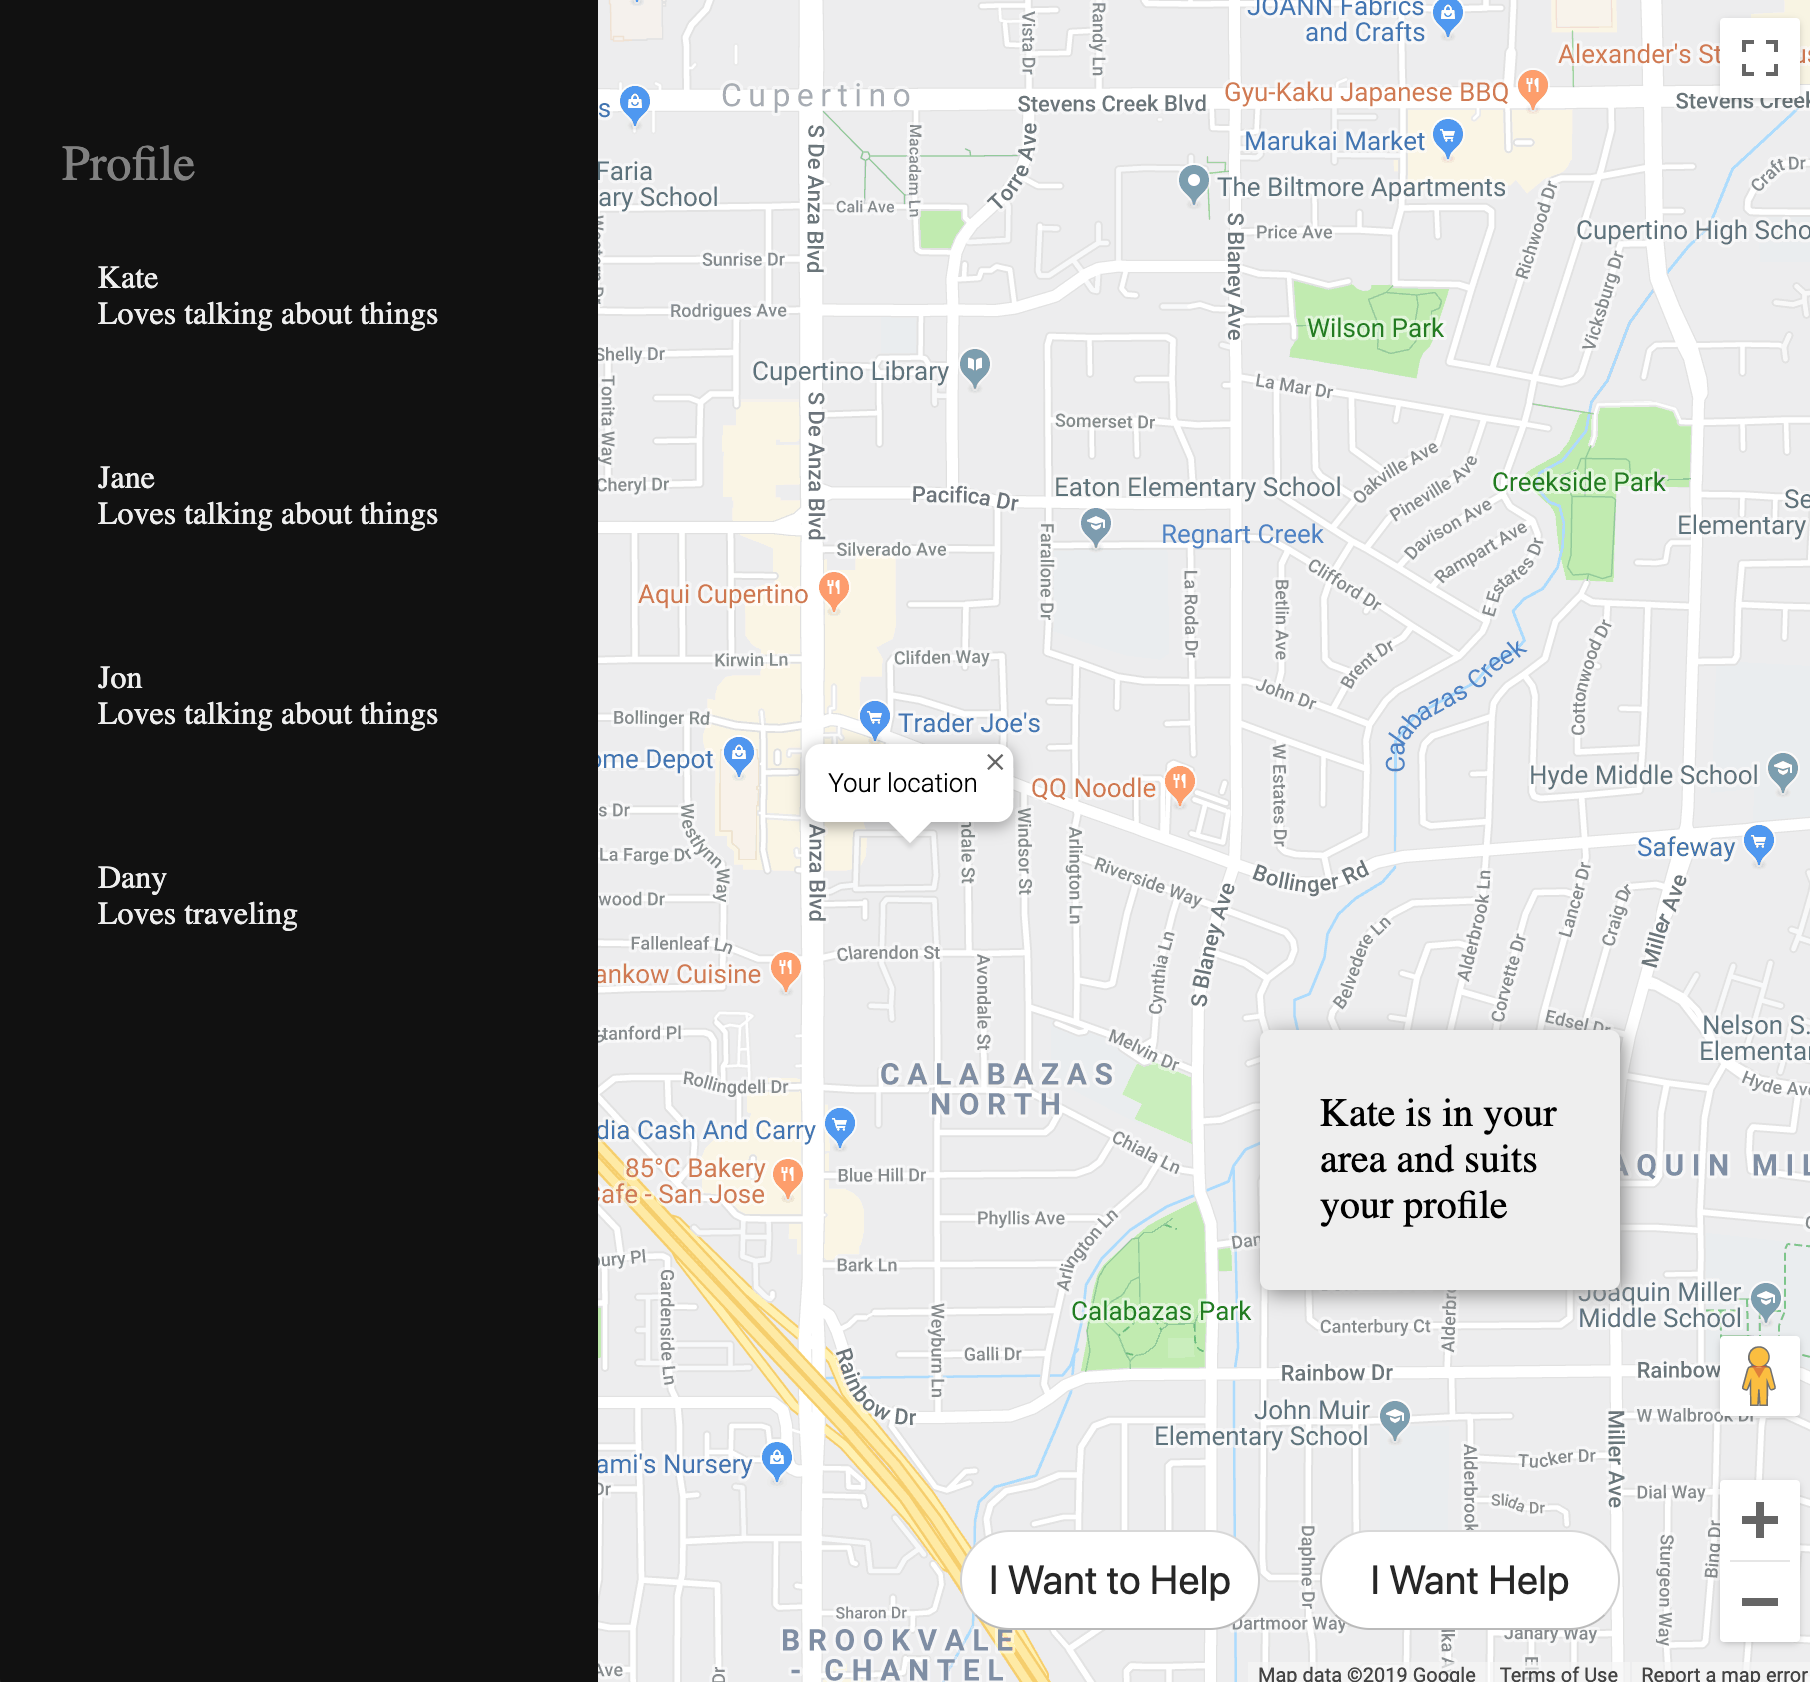 Profile
Kate
Loves talking about things
Jane
Loves talking about things
Jon
Loves talking about things
Dany
Loves traveling
JOANN Fabrics
and Crafts
Vista Dr
Randy Ln
Cupertino
Stevens Creek Blvd
Gyu-Kaku Japanese BBQ
Alexander's
Marukai Market
The Biltmore Apartments
Faria
ary School
S De Anza Blvd
Macadam Ln
Torre Ave
Cali Ave
Sunrise Dr
Rodrigues Ave
S Blaney Ave
Price Ave
Richwood Dr
Craft Dr
Cupertino High
Vicksburg Dr
Wilson Park
Shelly Dr
Tonita Way
Cupertino Library
S De Anza Blvd
La Mar Dr
Somerset Dr
Cheryl Dr
Pacifica Dr
Eaton Elementary School
Regnart Creek
Oakville Ave
Pineville Ave
Davison Ave
Rampart Ave
E Estates Dr
Creekside Park
Elementary
Silverado Ave
Farallone Dr
La Roda Dr
Betlin Ave
Clifford Dr
Brent Dr
John Dr
Aqui Cupertino
Kirwin Ln
Clifden Way
Calabazas Creek
Cottonwood Dr
Bollinger Rd
Trader Joe's
ome Depot
Your location
QQ Noodle
W Estates Dr
Hyde Middle School
s Dr
Westlynn Way
La Farge Dr
Anza Blvd
ndale St
Windsor St
Arlington Ln
Riverside Way
Bollinger Rd
Safeway
wood Dr
Fallenleaf Ln
ankow Cuisine
Clarendon St
Avondale St
Cynthia Ln
S Blaney Ave
Belvedere Ln
Alderbrook Ln
Corvette Dr
Lancer Dr
Craig Dr
Miller Ave
Edsel Dr
Nelson S.
Hyde Ave
tanford Pl
Rollingdell Dr
CALABAZAS
NORTH
Melvin Dr
Chiala Ln
Kate is in your
area and suits
your profile
AQUIN MIL
dia Cash And Carry
85°C Bakery
Cafe - San Jose
Blue Hill Dr
Phyllis Ave
Arlington Ln
Bark Ln
Gardenside Ln
Weyburn Ln
Calabazas Park
Dan
Joaquin Miller
Middle School
Canterbury Ct
Galli Dr
Rainbow Dr
Rainbow Dr
Rainbow
John Muir
Elementary School
W Walbrook Dr
Miller Ave
ami's Nursery
Alderbrook
Tucker Dr
Slida Dr
Dial Way
Daphne Dr
Sturgeon Way
Bing Dr
I Want to Help
I Want Help
Sharon Dr
Dartmoor Way
Janary Way
BROOKVALE
- CHANTEL
Map data ©2019 Google
Terms of Use
Report a map error